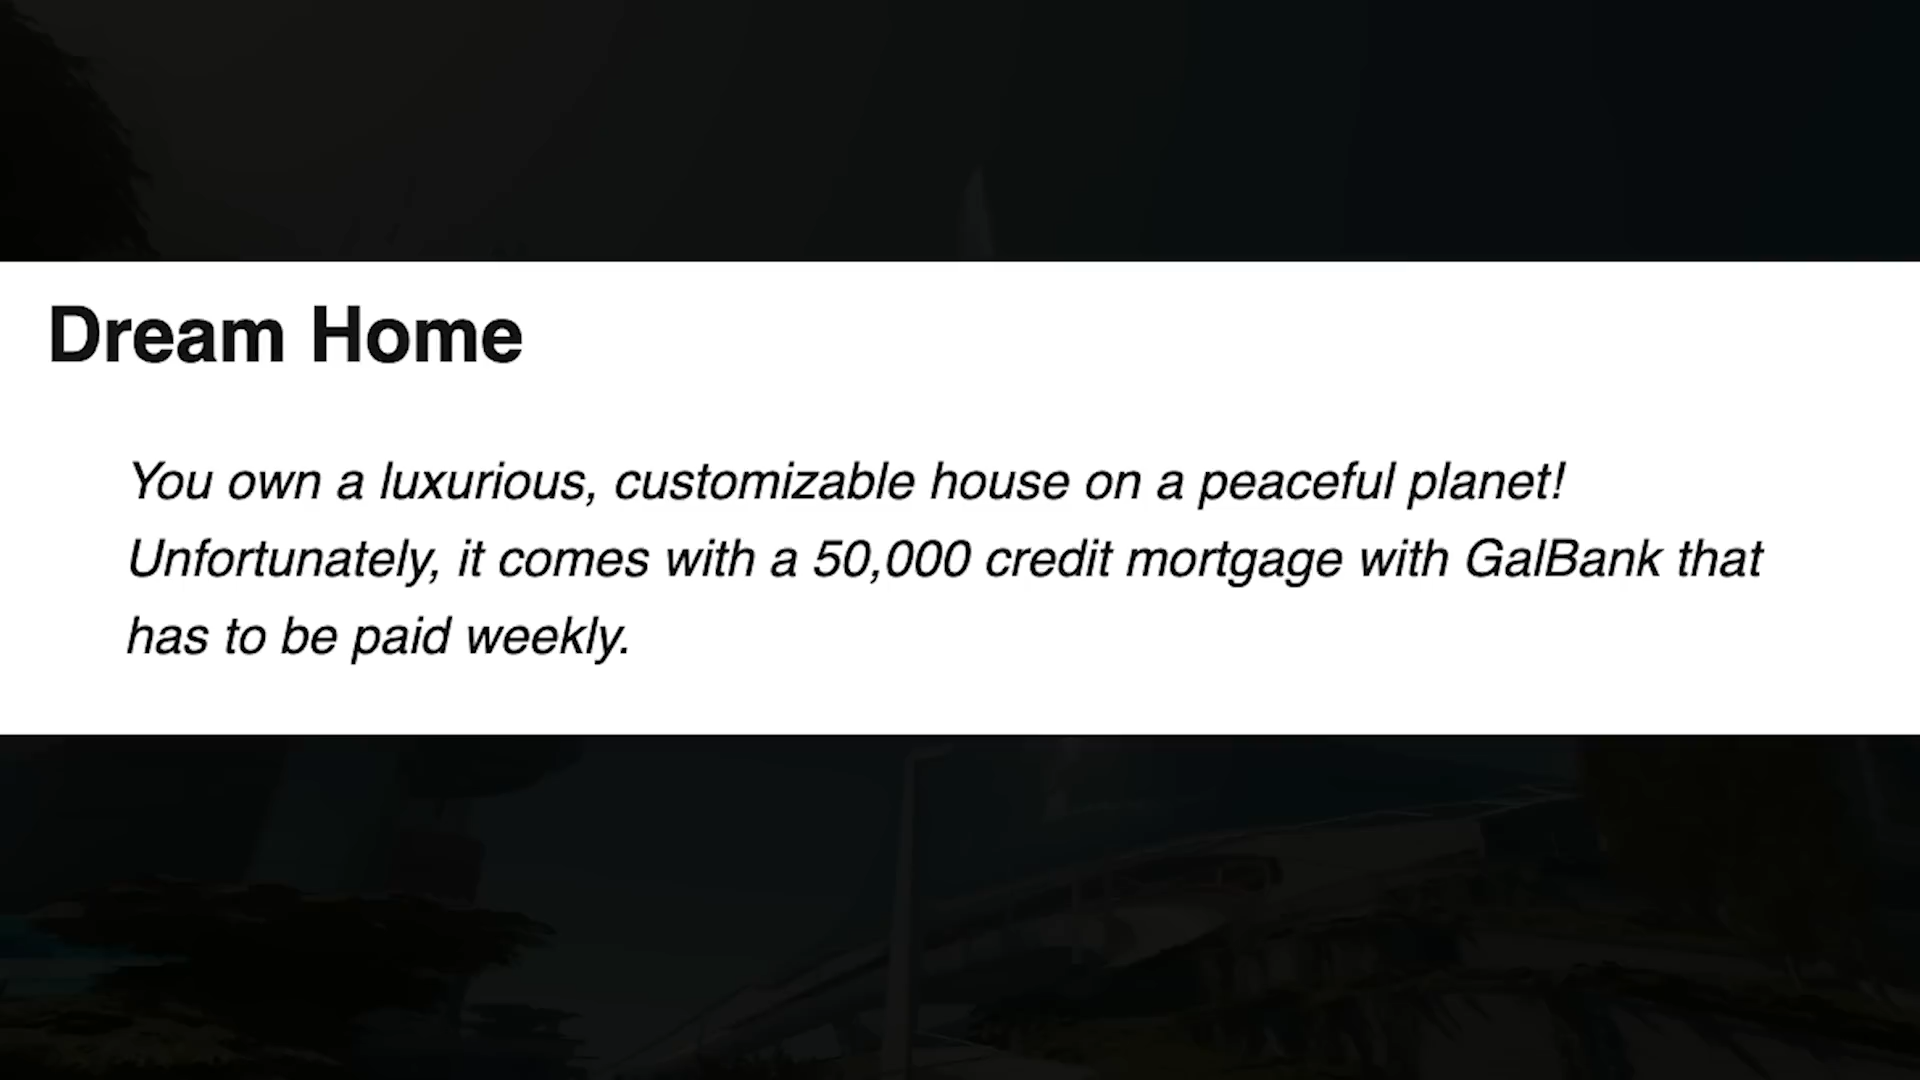 Dream Home
You own a luxurious, customizable house on a peaceful planet!
Unfortunately, it comes with a 50,000 credit mortgage with GalBank that
has to be paid weekly.